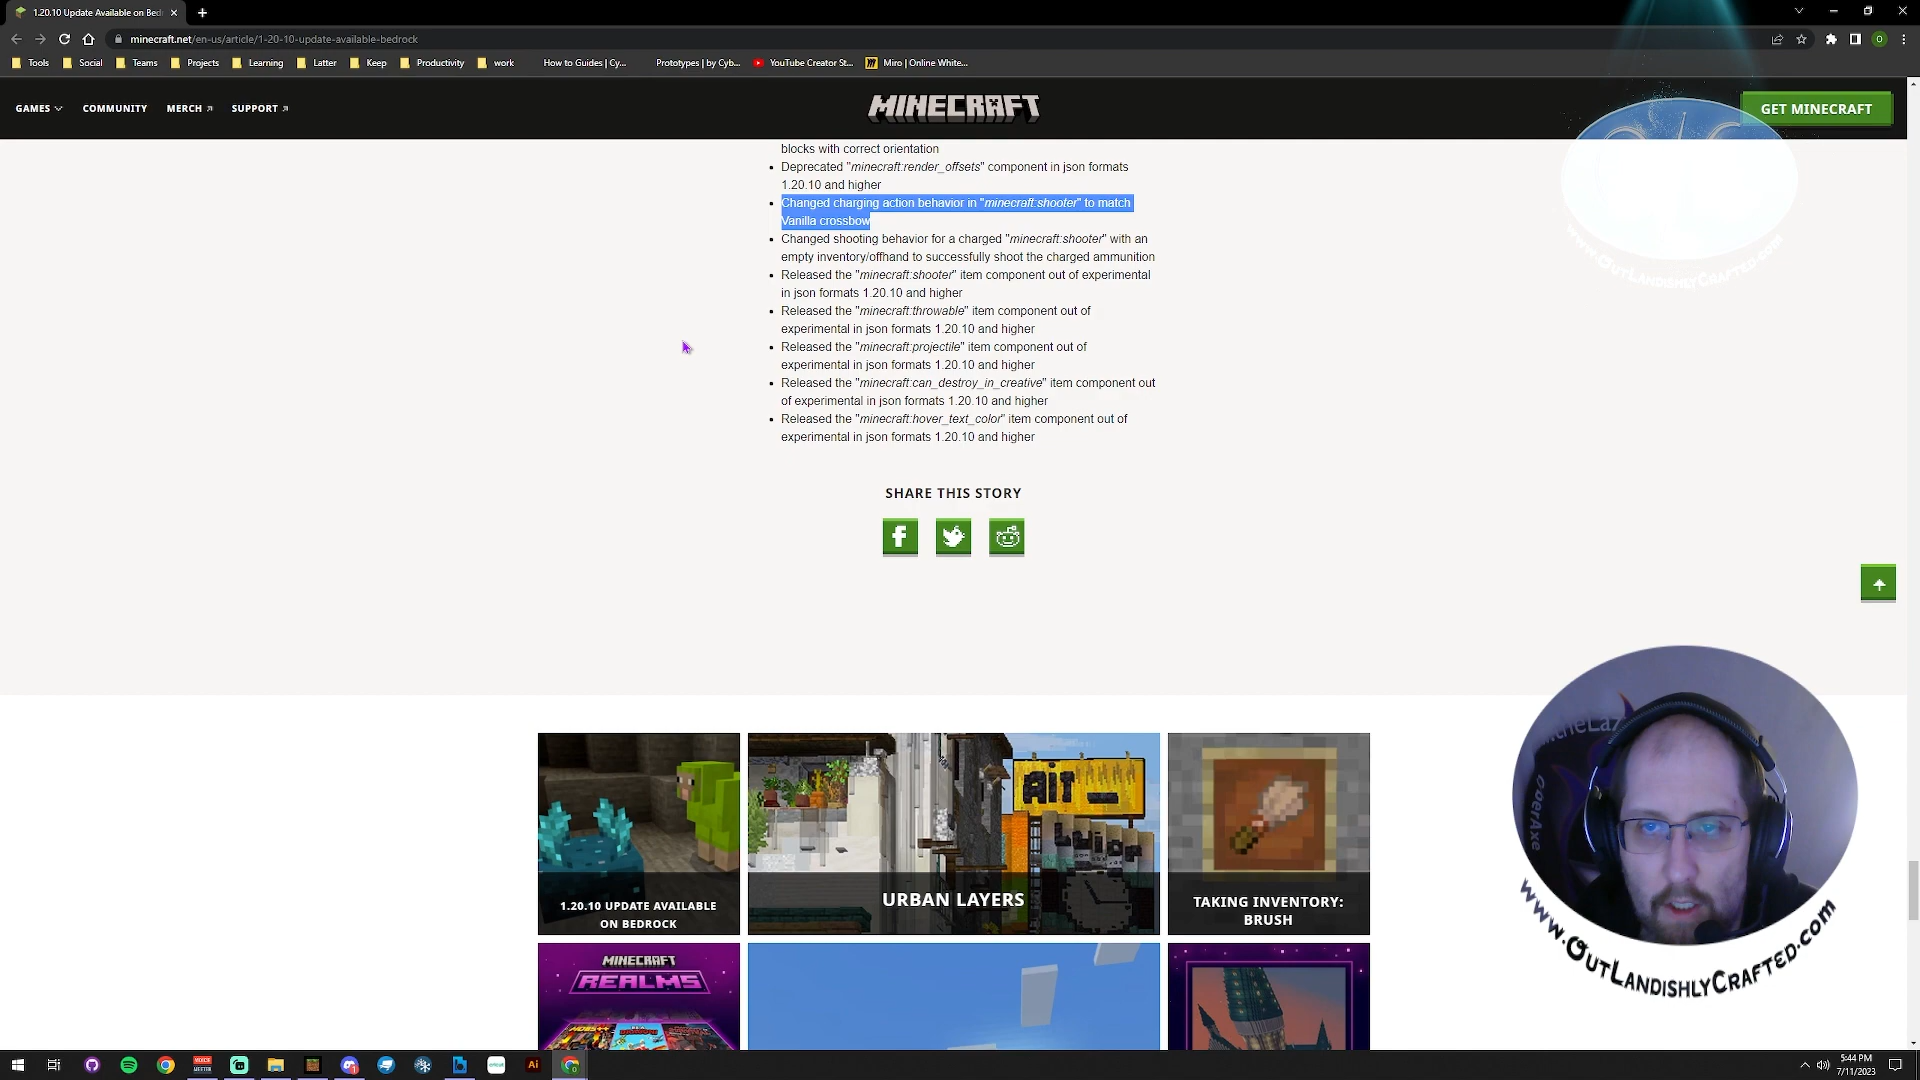 1.20.10 Update Available on Bed
minecraft.net/en-us/article/1-20-10-update-available-bedrock
O
Tools Social Teams Projects Learning Latter Keep Productivity work How to Guides | Cy... Prototypes | by Cyb... YouTube Creator St... Miro | Online White...
GAMES COMMUNITY MERCH SUPPORT
MINECRAFT
GET MINECRAFT
blocks with correct orientation
• Deprecated "minecraft:render_offsets" component in json formats
1.20.10 and higher
• Changed charging action behavior in "minecraft:shooter" to match
Vanilla crossbow
• Changed shooting behavior for a charged "minecraft:shooter" with an
empty inventory/offhand to successfully shoot the charged ammunition
• Released the "minecraft:shooter" item component out of experimental
in json formats 1.20.10 and higher
• Released the "minecraft:throwable" item component out of
experimental in json formats 1.20.10 and higher
• Released the "minecraft:projectile" item component out of
experimental in json formats 1.20.10 and higher
• Released the "minecraft:can_destroy_in_creative" item component out
of experimental in json formats 1.20.10 and higher
• Released the "minecraft:hover_text_color" item component out of
experimental in json formats 1.20.10 and higher
www.OutLandishlyCrafted.com
SHARE THIS STORY
1.20.10 UPDATE AVAILABLE
ON BEDROCK
URBAN LAYERS
TAKING INVENTORY:
BRUSH
MINECRAFT
REALMS
www.OutLandishlyCrafted.com
Ai
5:44 PM
7/11/2023